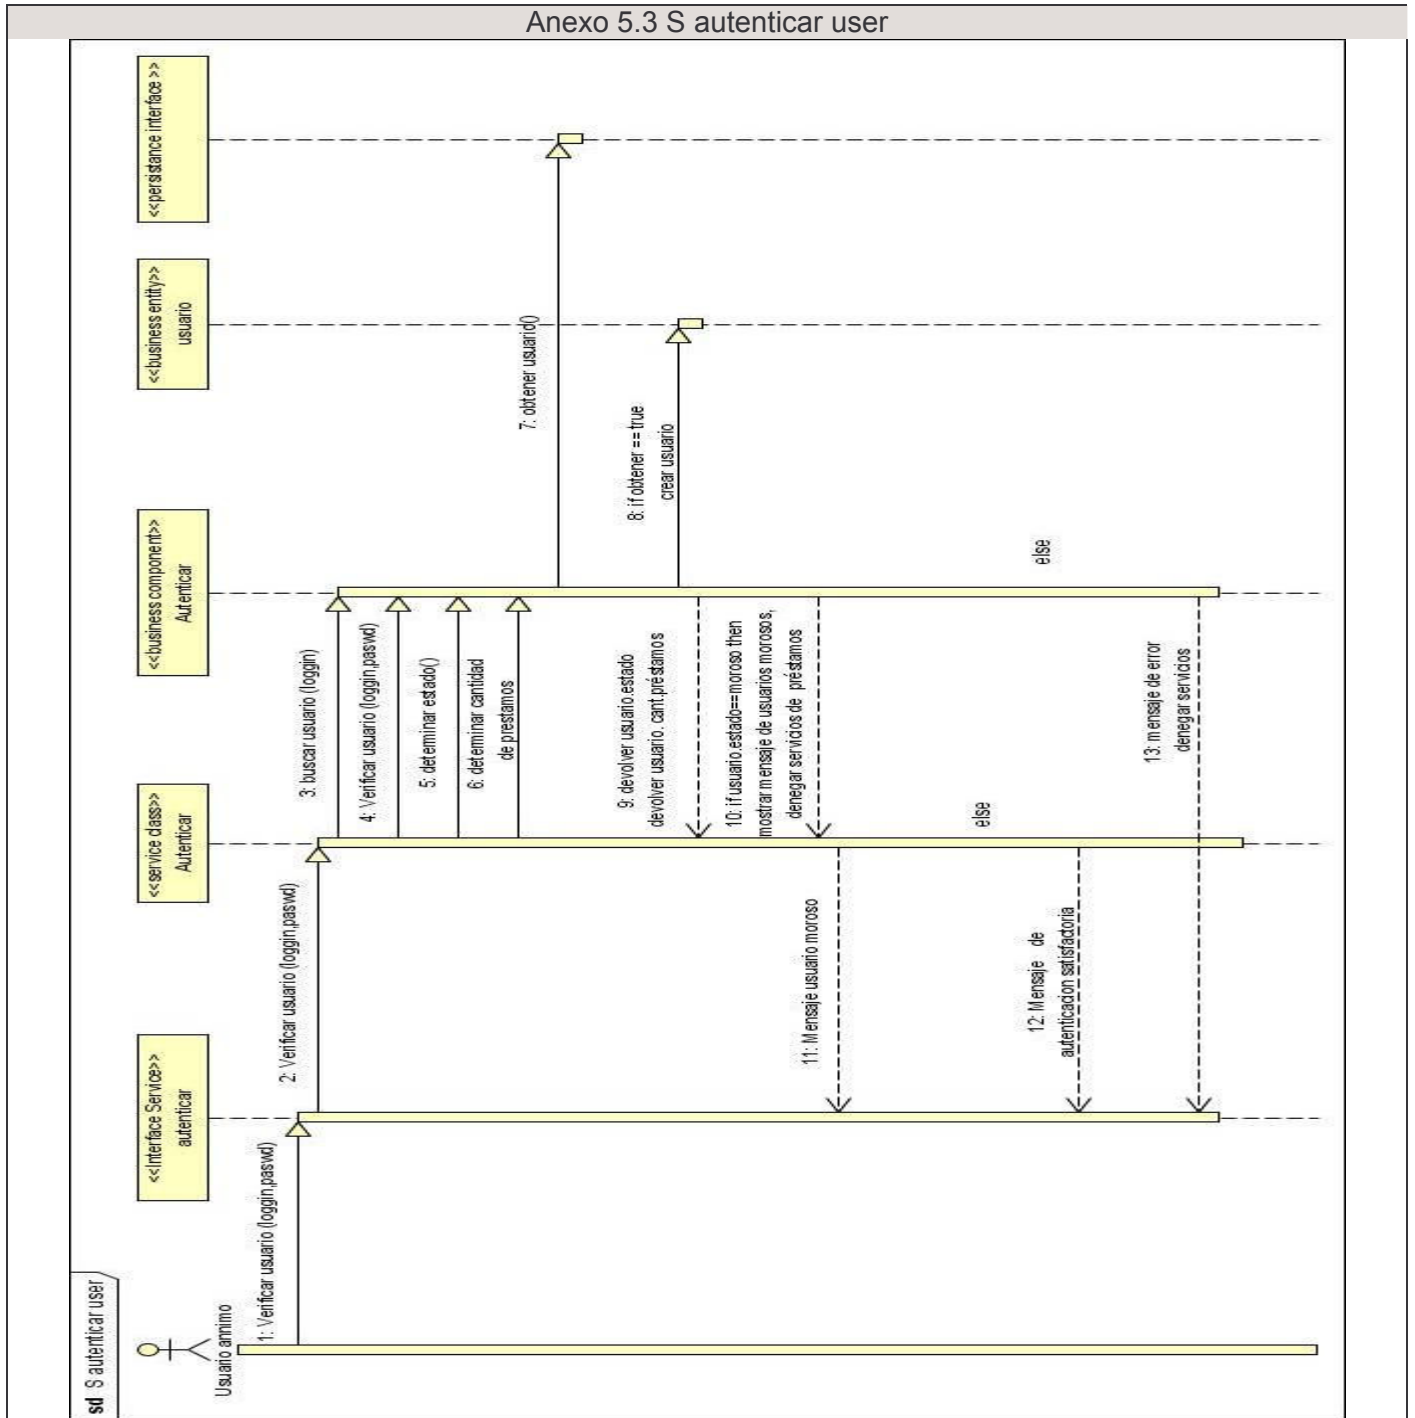 Anexo 5.3 S autenticar user
sd S autenticar user
Usuario annimo
<<Interface Service>>
autenticar
<<service class>>
Autenticar
<<business component>>
Autenticar
<<business entity>>
usuario
<<persistance interface >>
1: Verificar usuario (loggin,paswd)
2: Verificar usuario (loggin,paswd)
3: buscar usuario (loggin)
4: Verificar usuario (loggin,paswd)
5: determinar estado()
6: determinar cantidad
de prestamos
7: obtener usuario()
8: if obtener ==true
crear usuario
9: devolver usuario.estado
devolver usuario. cant.préstamos
10: if usuario.estado==moroso then
mostrar mensaje de usuarios morosos,
denegar servicios de préstamos
11: Mensaje usuario moroso
else
12: Mensaje de
autenticacion satisfactoria
else
13: mensaje de error
denegar servicios